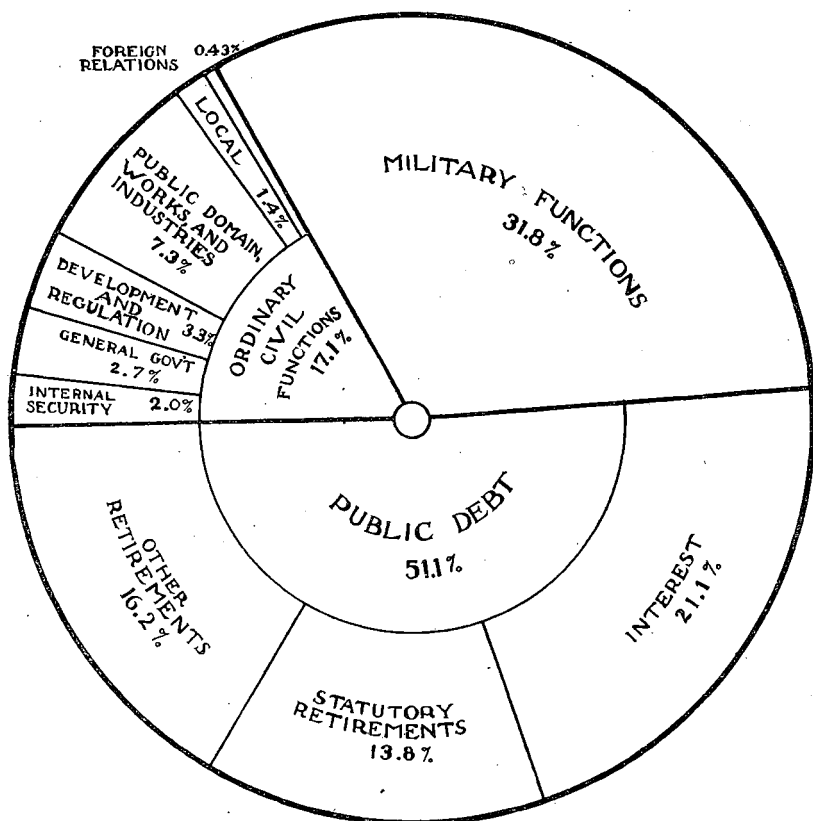 FOREIGN RELATIONS 0.43%
LOCAL
1.4%
PUBLIC DOMAIN,
WORKS, AND
INDUSTRIES
7.3%
DEVELOPMENT
AND
REGULATION 3.3%
GENERAL GOV'T
2.7%
INTERNAL
SECURITY 2.0%
ORDINARY
CIVIL
FUNCTIONS
17.1%
MILITARY FUNCTIONS
31.8%
PUBLIC DEBT
51.1%
OTHER
RETIREMENTS
16.2%
STATUTORY
RETIREMENTS
13.8%
INTEREST
21.1%